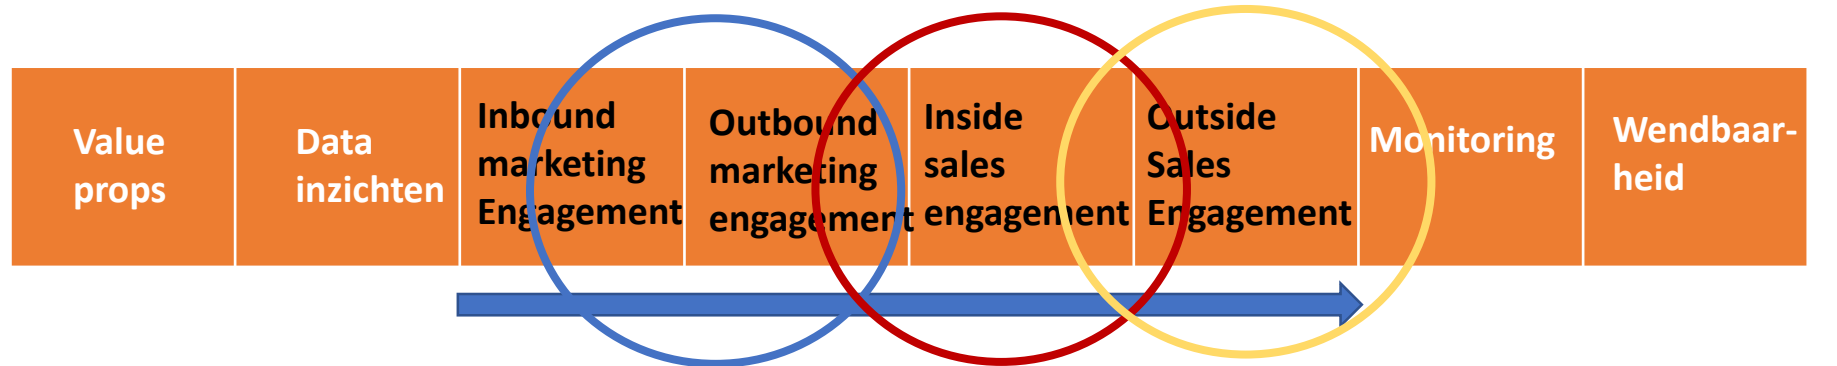 Value
props
Data
inzichten
Inbound
marketing
Engagement
Outbound
marketing
engagement
Inside
sales
engagement
Outside
Sales
Engagement
Monitoring
Wendbaar-
heid